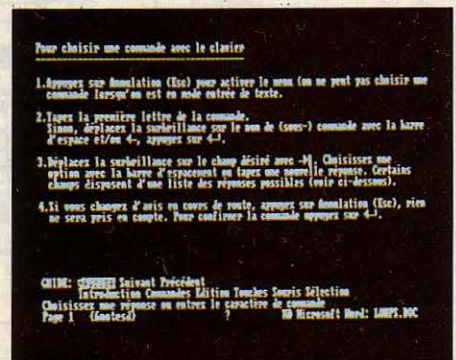 Pour choisir une commande avec le clavier
1.Appuyez sur Annulation (Esc) pour activer le menu (on ne peut pas choisir une
commande lorsqu'on est en mode entrée de texte.
2.Tapez la première lettre de la commande.
Sinon, déplacez la surbrillance sur le nom de (sous-) commande avec la barre
d'espace et/ou ←, appuyez sur ↵.
3.Déplacez la surbrillance sur le champ désiré avec →|. Choisissez une
option avec la barre d'espacement ou tapez une nouvelle réponse. Certains
champs disposent d'une liste des réponses possibles (voir ci-dessous).
4.Si vous changez d'avis en cours de route, appuyez sur Annulation (Esc), rien
ne sera pris en compte. Pour confirmer la commande appuyez sur ↵.
GUIDE: Suivant Précédent
Introduction Commandes Edition Touches Souris Sélection
Choisissez une réponse ou entrez le caractère de commande
Page 1 ? Microsoft Word: LOUPS.DOC